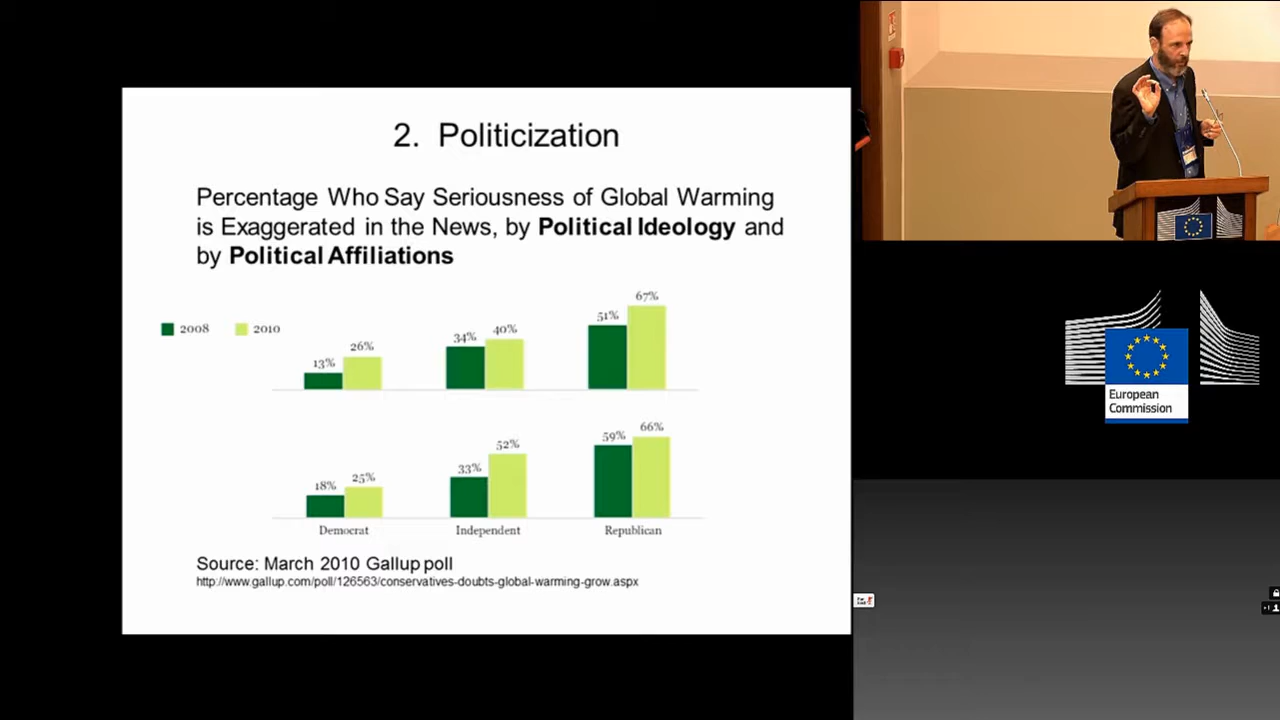 2. Politicization
Percentage Who Say Seriousness of Global Warming
is Exaggerated in the News, by Political Ideology and
by Political Affiliations
2008 2010
13% 26% 34% 40% 51% 67%
18% 25% 33% 52% 59% 66%
Democrat Independent Republican
Source: March 2010 Gallup poll
http://www.gallup.com/poll/126563/conservatives-doubts-global-warming-grow.aspx
European
Commission